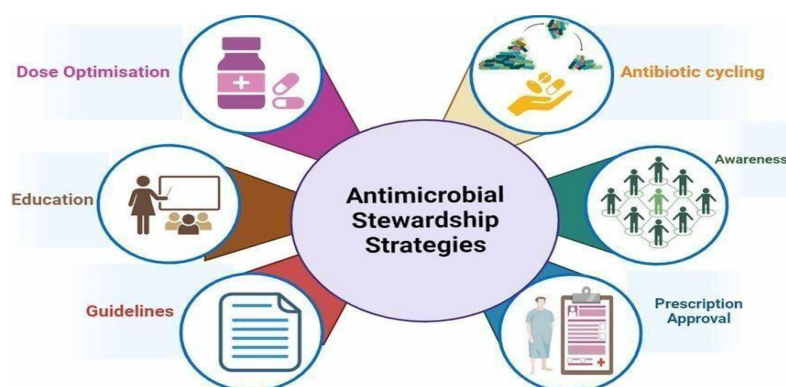 Dose Optimisation
Antibiotic cycling
Education
Antimicrobial
Stewardship
Strategies
Awareness
Guidelines
Prescription
Approval